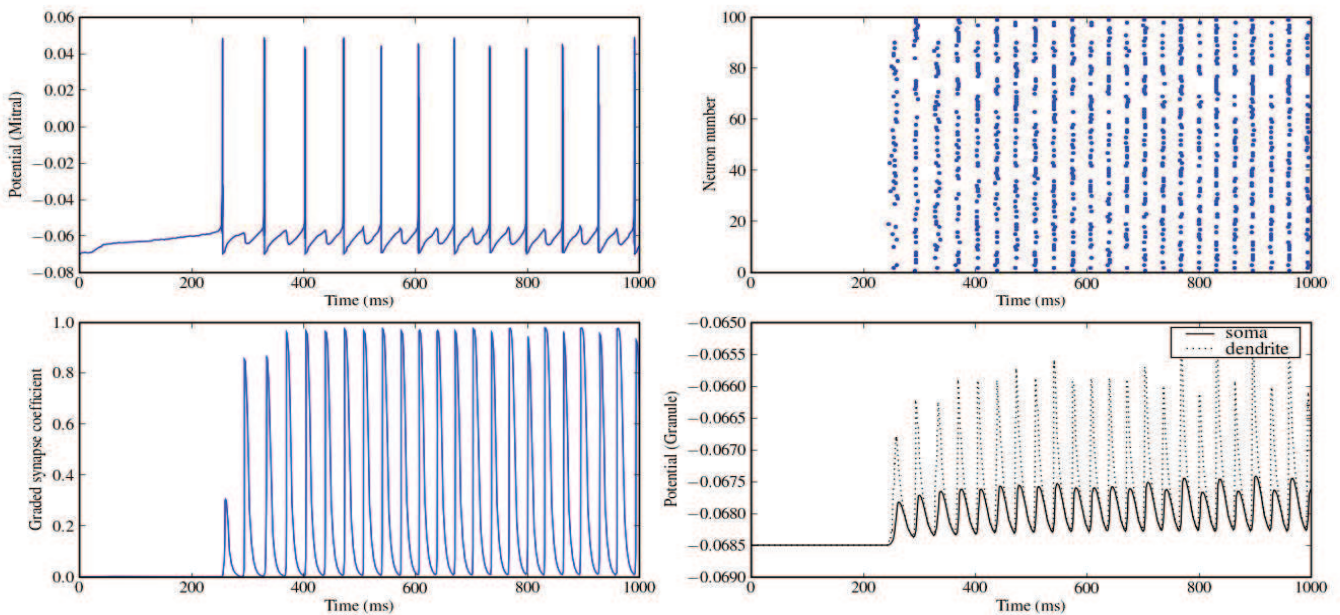 0.06
0.04
0.02
0.00
−0.02
−0.04
−0.06
−0.08
Potential (Mitral)
0 200 400 600 800 1000
Time (ms)
100
80
60
40
20
0
Neuron number
0 200 400 600 800 1000
Time (ms)
1.0
0.8
0.6
0.4
0.2
0.0
Graded synapse coefficient
0 200 400 600 800 1000
Time (ms)
−0.0650
−0.0655
−0.0660
−0.0665
−0.0670
−0.0675
−0.0680
−0.0685
−0.0690
Potential (Granule)
soma
dendrite
0 200 400 600 800 1000
Time (ms)